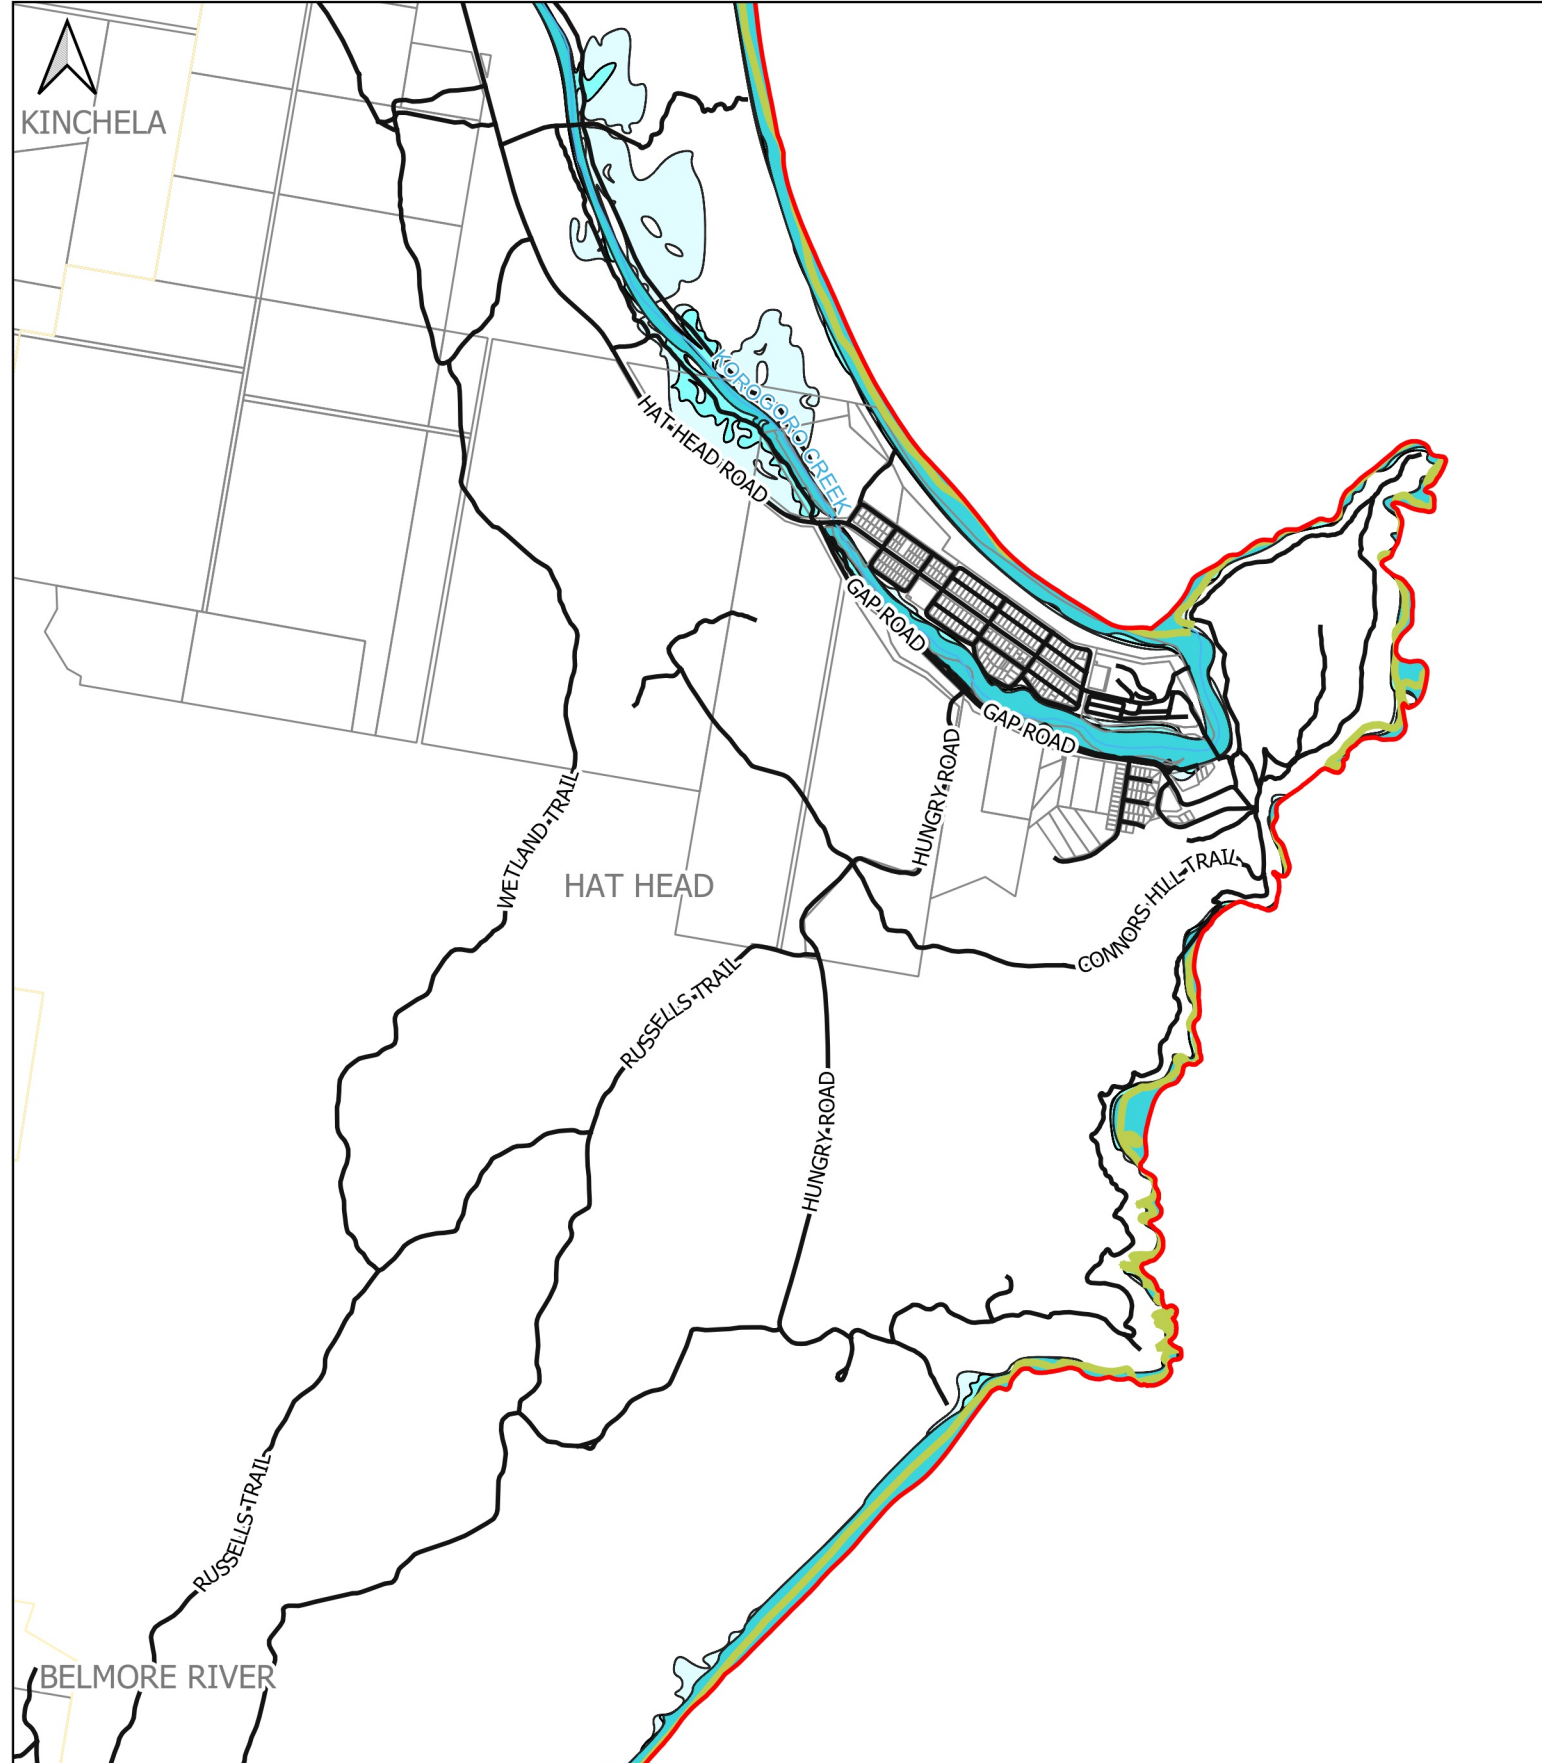 KINCHELA
KOROGORO CREEK
HAT HEAD ROAD
GAP ROAD
GAP ROAD
HUNGRY ROAD
WETLAND TRAIL
HAT HEAD
CONNORS HILL TRAIL
RUSSELLS TRAIL
HUNGRY ROAD
RUSSELLS TRAIL
BELMORE RIVER